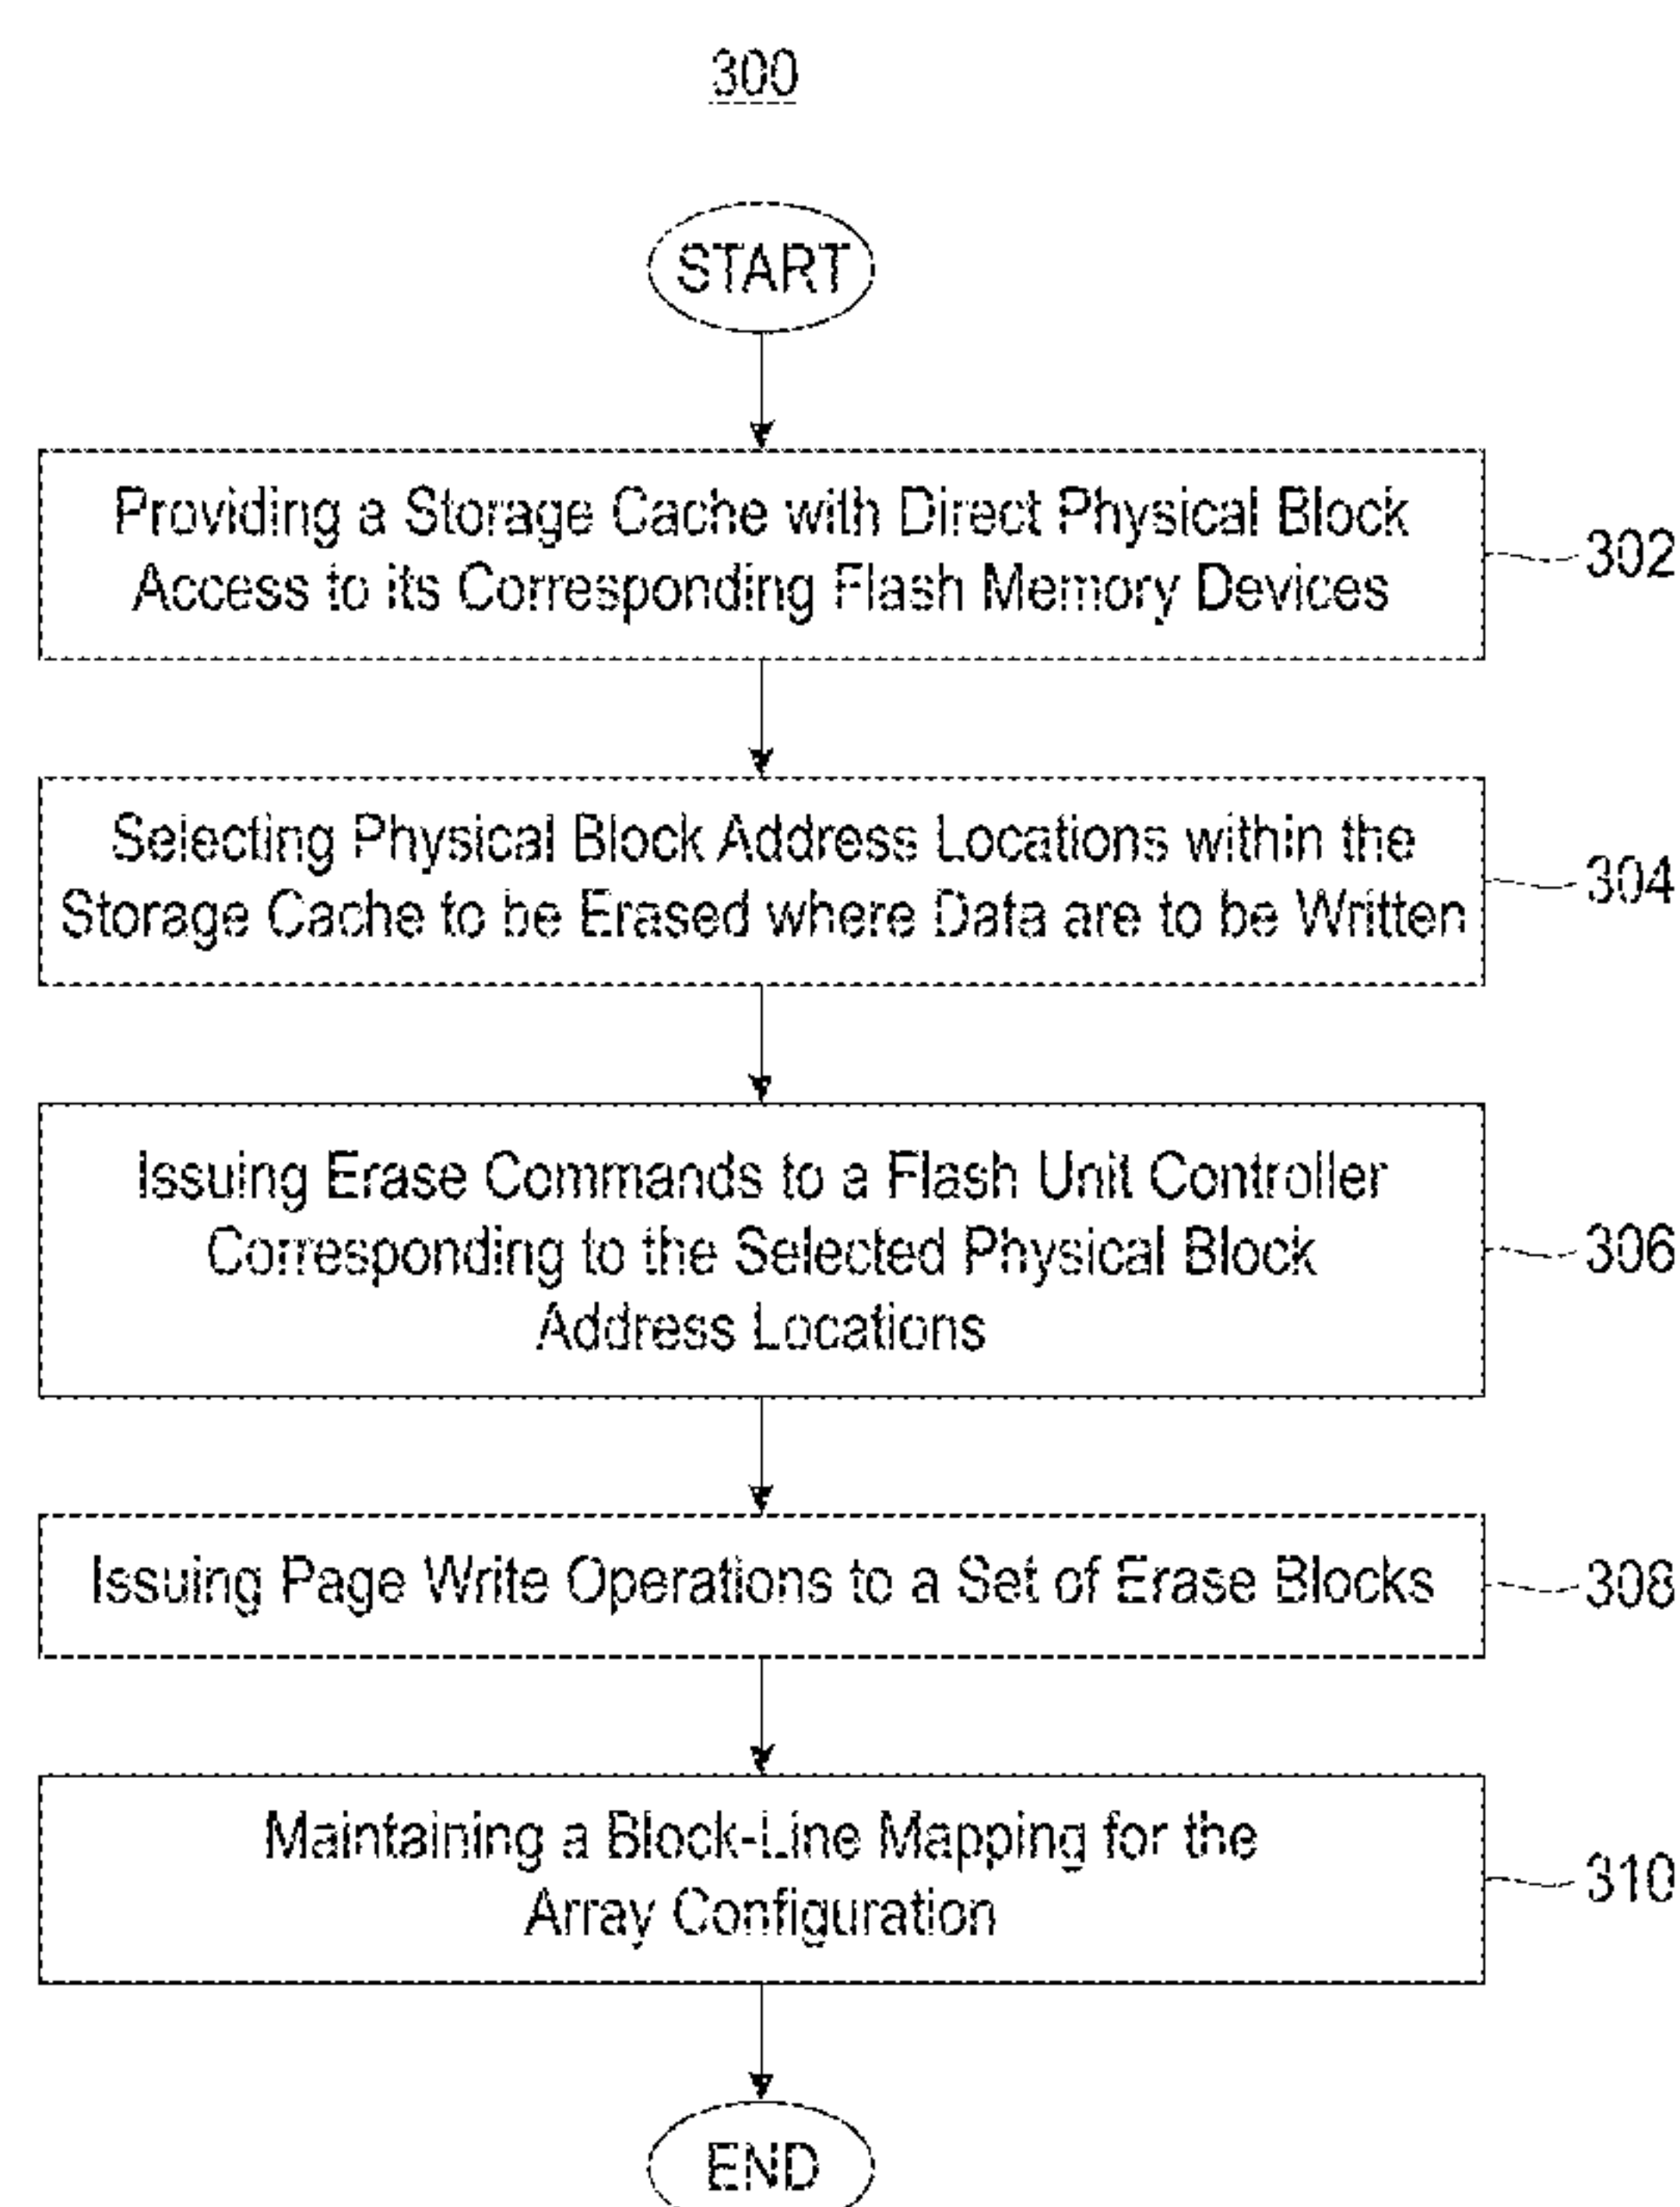 300
START
Providing a Storage Cache with Direct Physical Block
Access to its Corresponding Flash Memory Devices
302
Selecting Physical Block Address Locations within the
Storage Cache to be Erased where Data are to be Written
304
Issuing Erase Commands to a Flash Unit Controller
Corresponding to the Selected Physical Block
Address Locations
306
Issuing Page Write Operations to a Set of Erase Blocks
308
Maintaining a Block-Line Mapping for the
Array Configuration
310
END